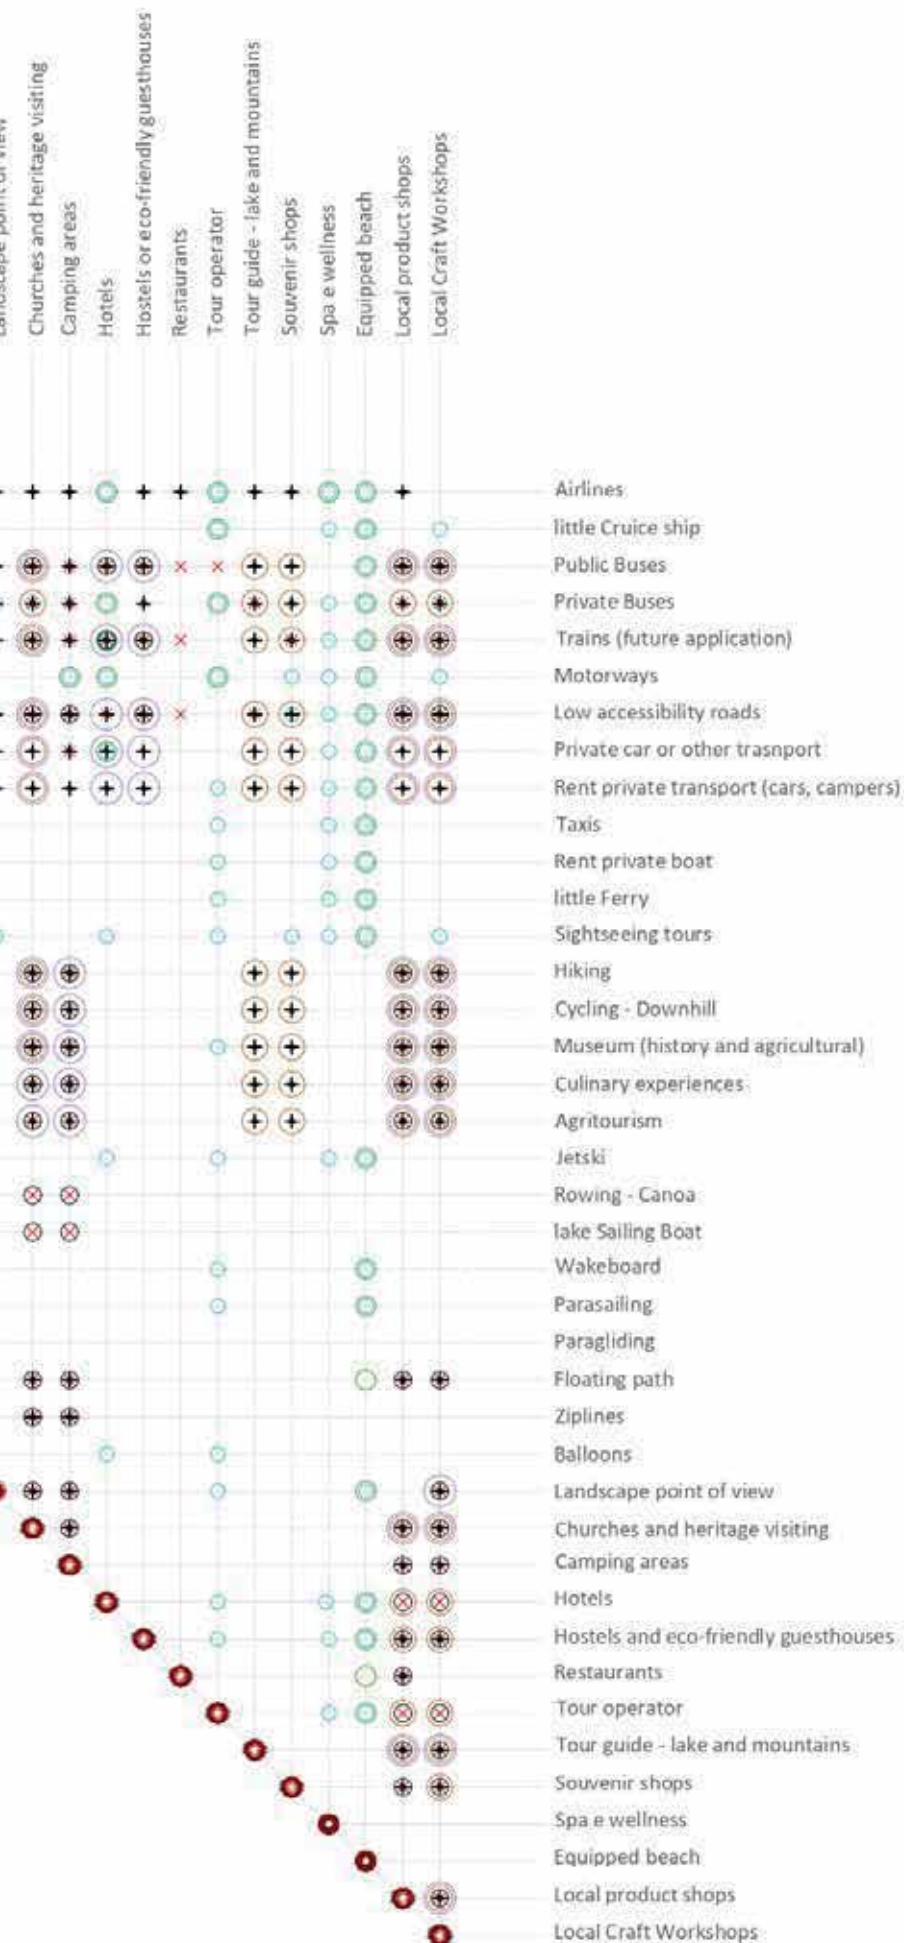 Landscape point of view
Churches and heritage visiting
Camping areas
Hotels
Hostels or eco-friendly guesthouses
Restaurants
Tour operator
Tour guide - lake and mountains
Souvenir shops
Spa e wellness
Equipped beach
Local product shops
Local Craft Workshops
Airlines
little Cruice ship
Public Buses
Private Buses
Trains (future application)
Motorways
Low accessibility roads
Private car or other trasnport
Rent private transport (cars, campers)
Taxis
Rent private boat
little Ferry
Sightseeing tours
Hiking
Cycling - Downhill
Museum (history and agricultural)
Culinary experiences
Agritourism
Jetski
Rowing - Canoa
lake Sailing Boat
Wakeboard
Parasailing
Paragliding
Floating path
Ziplines
Balloons
Landscape point of view
Churches and heritage visiting
Camping areas
Hotels
Hostels and eco-friendly guesthouses
Restaurants
Tour operator
Tour guide - lake and mountains
Souvenir shops
Spa e wellness
Equipped beach
Local product shops
Local Craft Workshops